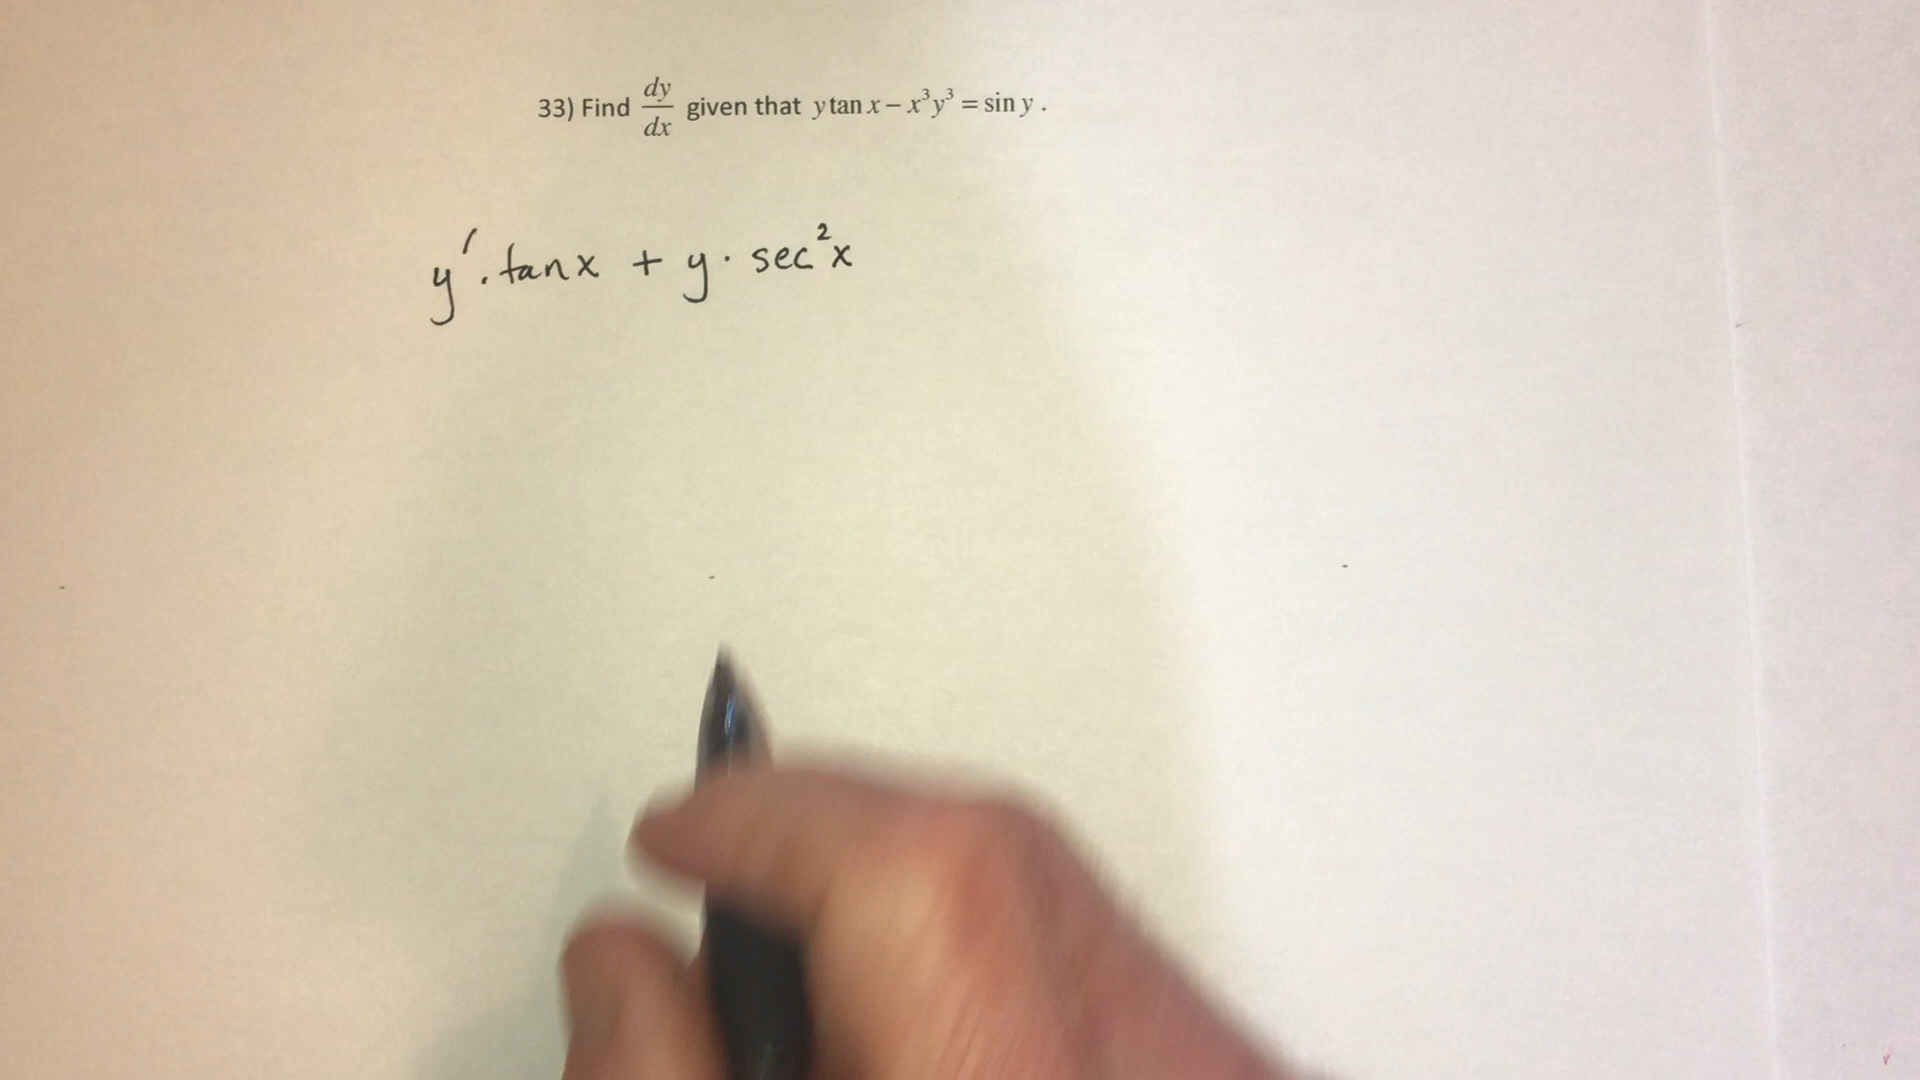 33) Find dy/dx given that y tan x − x³y³ = sin y .
y′ · tan x + y · sec²x